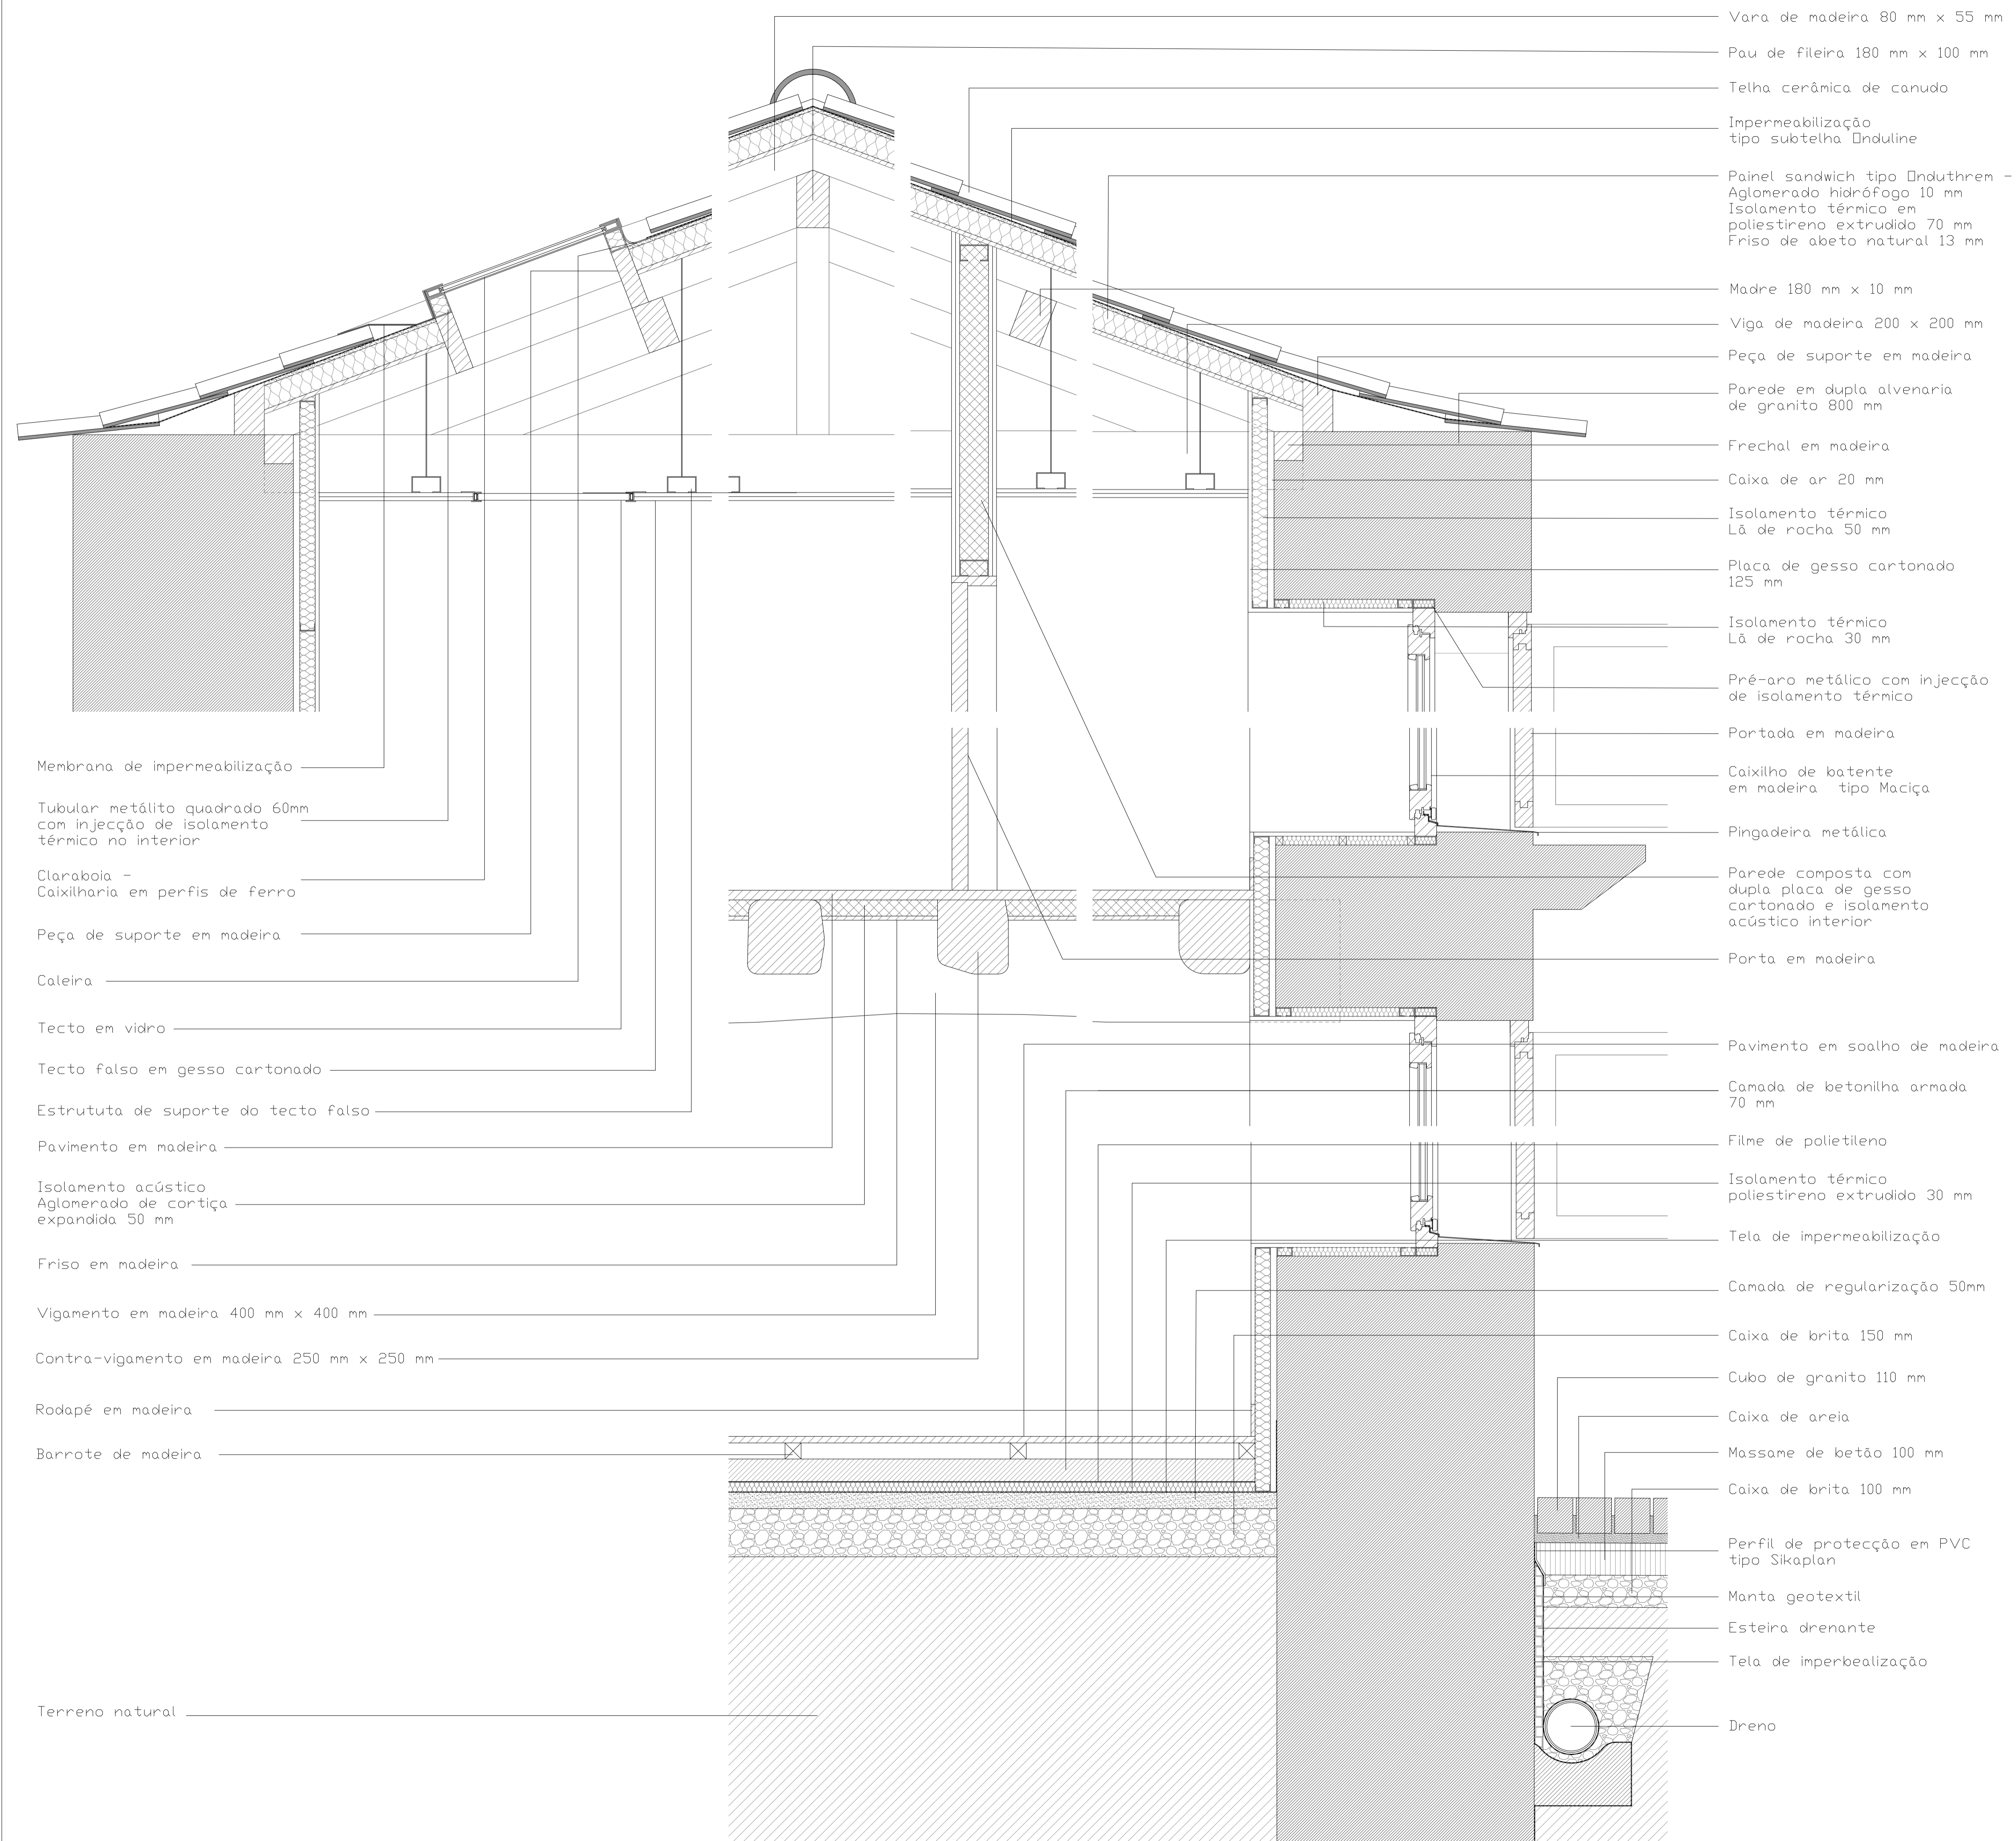 Vara de madeira 80 mm x 55 mm
Pau de fileira 180 mm x 100 mm
Telha cerâmica de canudo
Impermeabilização
tipo subtelha □nduline
Painel sandwich tipo □nduthrem -
Aglomerado hidrófogo 10 mm
Isolamento térmico em
poliestireno extrudido 70 mm
Friso de abeto natural 13 mm
Madre 180 mm x 10 mm
Viga de madeira 200 x 200 mm
Peça de suporte em madeira
Parede em dupla alvenaria
de granito 800 mm
Frechal em madeira
Caixa de ar 20 mm
Isolamento térmico
Lã de rocha 50 mm
Placa de gesso cartonado
125 mm
Isolamento térmico
Lã de rocha 30 mm
Pré-aro metálico com injecção
de isolamento térmico
Portada em madeira
Caixilho de batente
em madeira tipo Maciça
Pingadeira metálica
Parede composta com
dupla placa de gesso
cartonado e isolamento
acústico interior
Porta em madeira
Pavimento em soalho de madeira
Camada de betonilha armada
70 mm
Filme de polietileno
Isolamento térmico
poliestireno extrudido 30 mm
Tela de impermeabilização
Camada de regularização 50mm
Caixa de brita 150 mm
Cubo de granito 110 mm
Caixa de areia
Massame de betão 100 mm
Caixa de brita 100 mm
Perfil de protecção em PVC
tipo Sikaplan
Manta geotextil
Esteira drenante
Tela de imperbealização
Dreno
Membrana de impermeabilização
Tubular metálito quadrado 60mm
com injecção de isolamento
térmico no interior
Claraboia -
Caixilharia em perfis de ferro
Peça de suporte em madeira
Caleira
Tecto em vidro
Tecto falso em gesso cartonado
Estrututa de suporte do tecto falso
Pavimento em madeira
Isolamento acústico
Aglomerado de cortiça
expandida 50 mm
Friso em madeira
Vigamento em madeira 400 mm x 400 mm
Contra-vigamento em madeira 250 mm x 250 mm
Rodapé em madeira
Barrote de madeira
Terreno natural